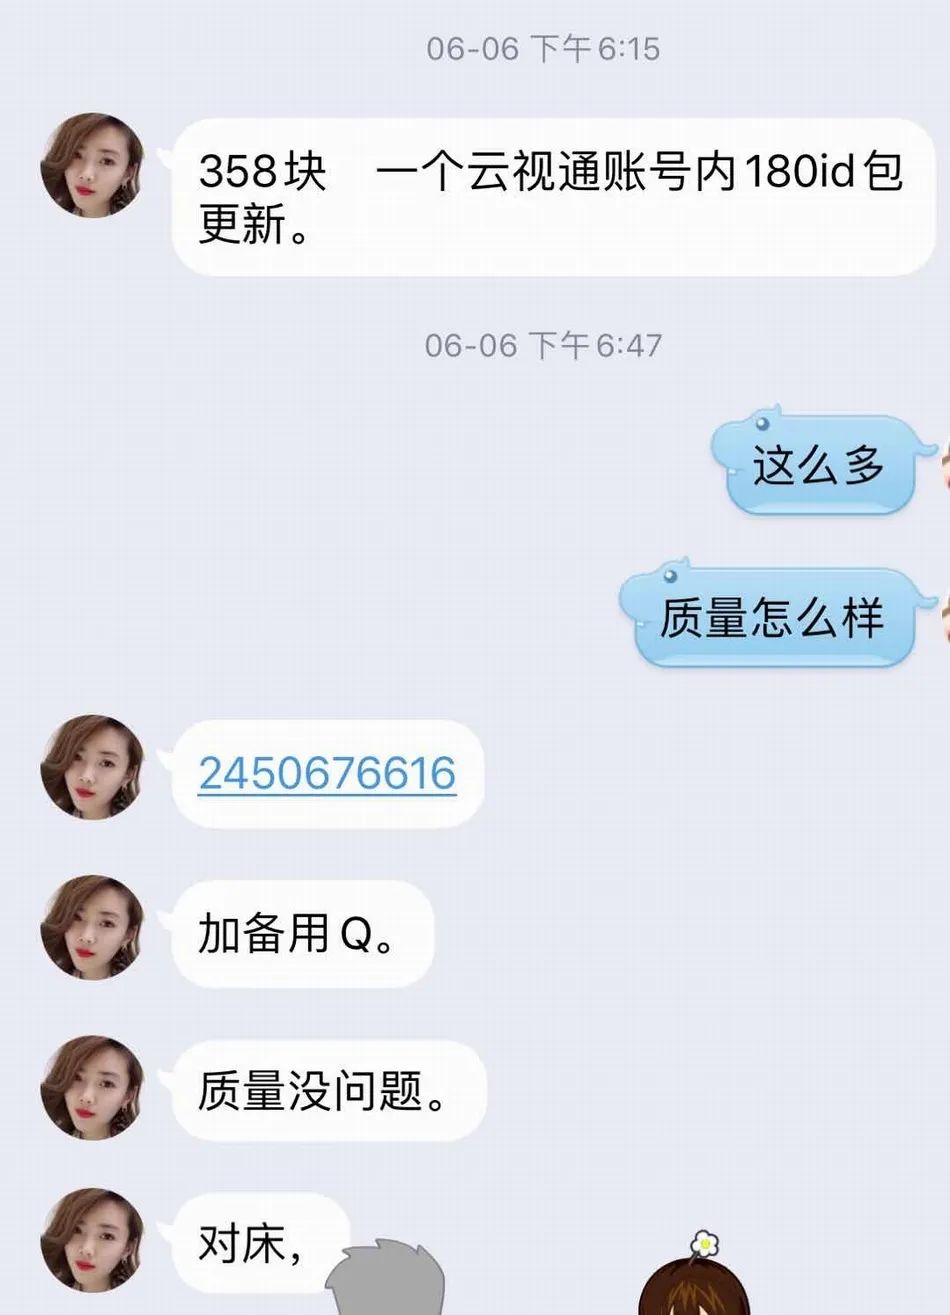 06-06 下午6:15
358块 一个云视通账号内180id包
更新。
06-06 下午6:47
这么多
质量怎么样
2450676616
加备用Q。
质量没问题。
对床，